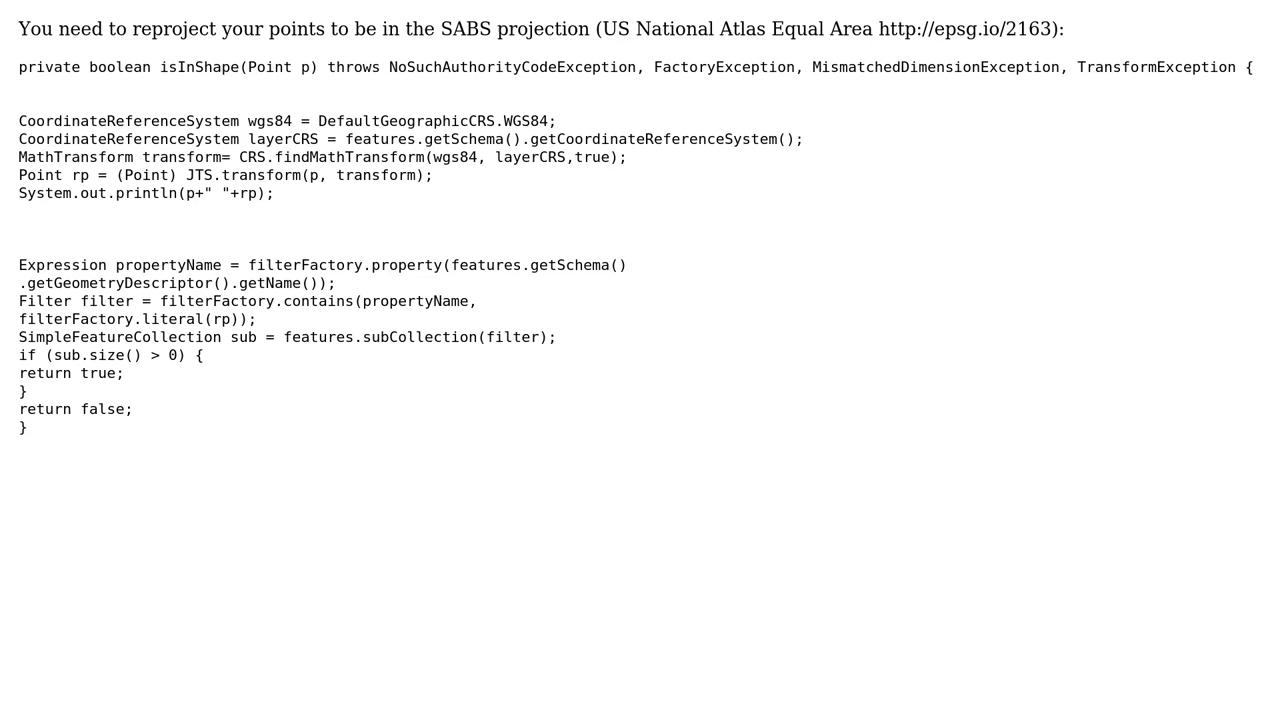 You need to reproject your points to be in the SABS projection (US National Atlas Equal Area http://epsg.io/2163):
private boolean isInShape(Point p) throws NoSuchAuthorityCodeException, FactoryException, MismatchedDimensionException, TransformException {
CoordinateReferenceSystem wgs84 = DefaultGeographicCRS.WGS84;
CoordinateReferenceSystem layerCRS = features.getSchema().getCoordinateReferenceSystem();
MathTransform transform= CRS.findMathTransform(wgs84, layerCRS,true);
Point rp = (Point) JTS.transform(p, transform);
System.out.println(p+" "+rp);
Expression propertyName = filterFactory.property(features.getSchema()
.getGeometryDescriptor().getName());
Filter filter = filterFactory.contains(propertyName,
filterFactory.literal(rp));
SimpleFeatureCollection sub = features.subCollection(filter);
if (sub.size() > 0) {
return true;
}
return false;
}